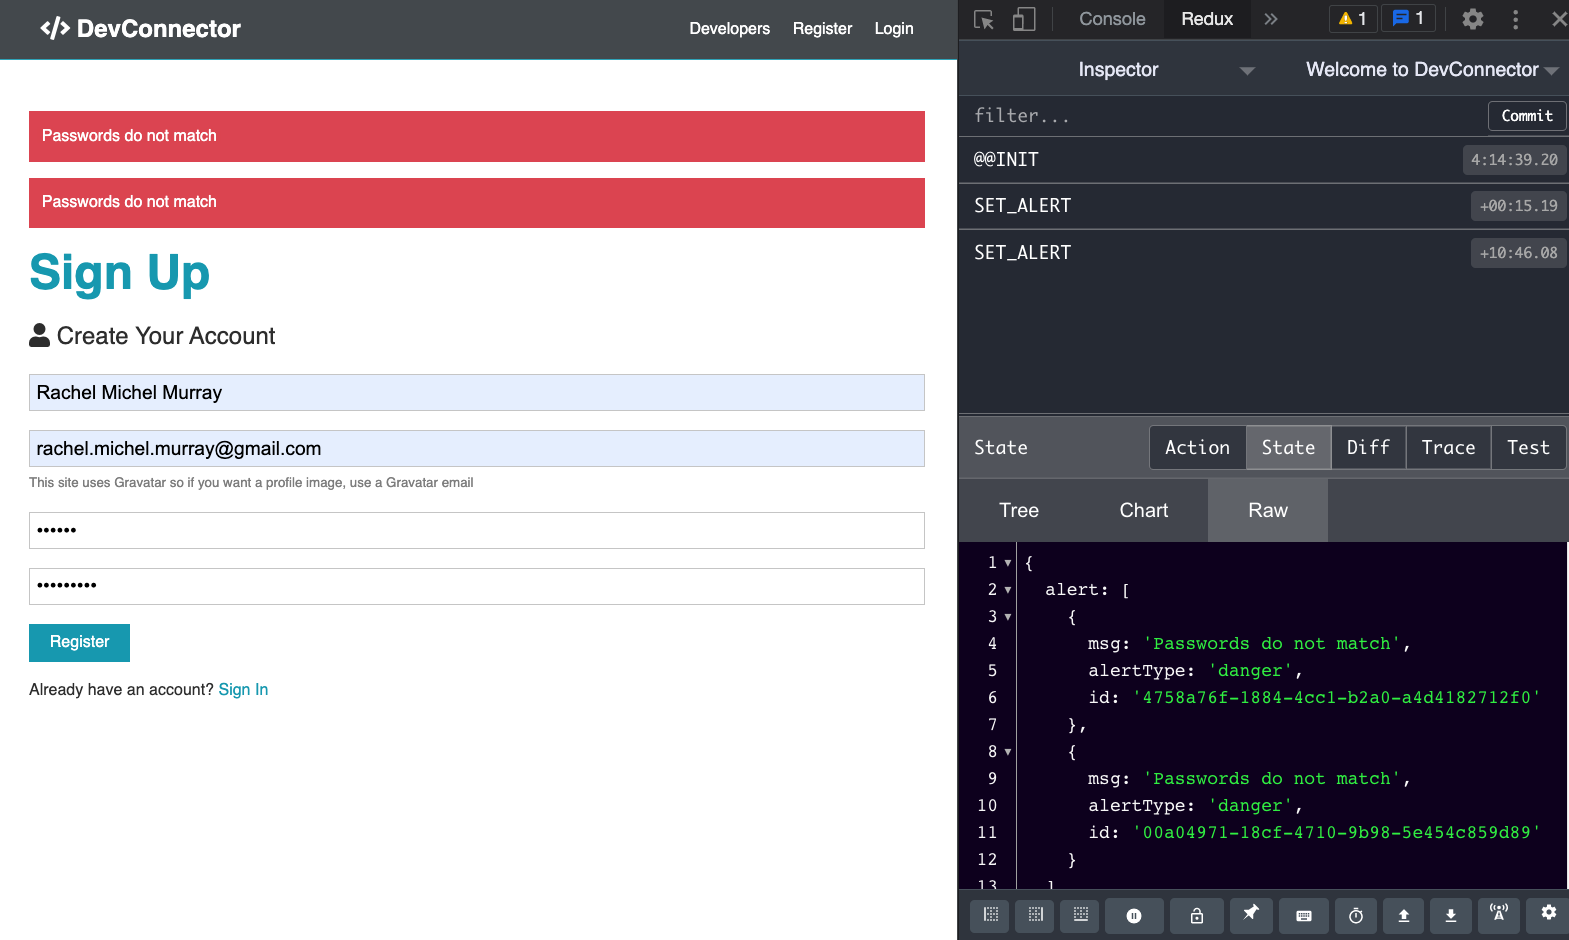 </> DevConnector
Developers Register Login
Passwords do not match
Passwords do not match
Sign Up
Create Your Account
Rachel Michel Murray
rachel.michel.murray@gmail.com
This site uses Gravatar so if you want a profile image, use a Gravatar email
••••••
•••••••••
Register
Already have an account? Sign In
Console Redux » 1 1
Inspector Welcome to DevConnector
filter... Commit
@@INIT 4:14:39.20
SET_ALERT +00:15.19
SET_ALERT +10:46.08
State Action State Diff Trace Test
Tree Chart Raw
1 {
2 alert: [
3 {
4 msg: 'Passwords do not match',
5 alertType: 'danger',
6 id: '4758a76f-1884-4cc1-b2a0-a4d4182712f0'
7 },
8 {
9 msg: 'Passwords do not match',
10 alertType: 'danger',
11 id: '00a04971-18cf-4710-9b98-5e454c859d89'
12 }
13 ]